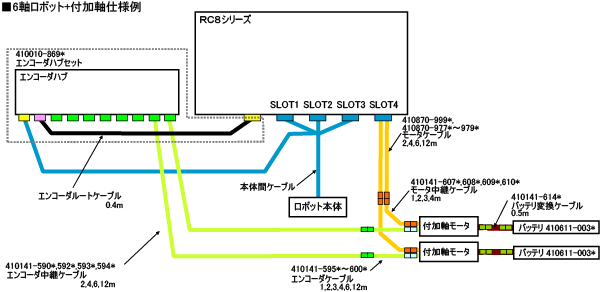 ■6軸ロボット+付加軸仕様例
RC8シリーズ
410010-869*
エンコーダハブセット
エンコーダハブ
SLOT1
SLOT2
SLOT3
SLOT4
410870-999*,
410870-977*～979*
モータケーブル
2,4,6,12m
エンコーダルートケーブル
0.4m
本体間ケーブル
ロボット本体
410141-607*,608*,609*,610*
モータ中継ケーブル
1,2,3,4m
410141-614*
バッテリ変換ケーブル
0.5m
付加軸モータ
バッテリ 410611-003*
付加軸モータ
バッテリ 410611-003*
410141-590*,592*,593*,594*
エンコーダ中継ケーブル
2,4,6,12m
410141-595*～600*
エンコーダケーブル
1,2,3,4,6,12m